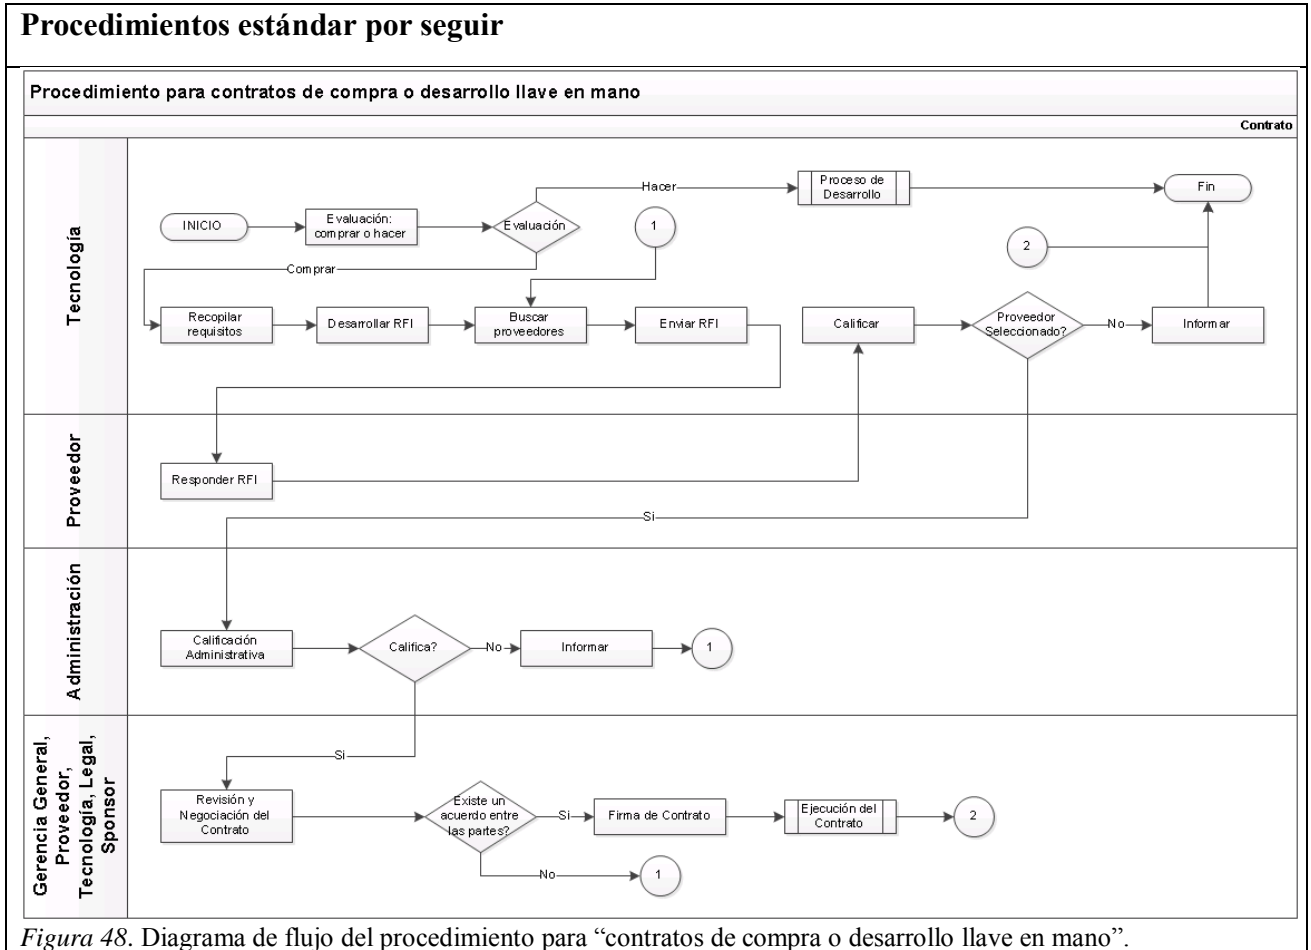 Procedimientos estándar por seguir
Procedimiento para contratos de compra o desarrollo llave en mano
Contrato
Tecnología
INICIO
Evaluación:
comprar o hacer
Evaluación
Hacer
Proceso de
Desarrollo
Fin
1
2
Comprar
Recopilar
requisitos
Desarrollar RFI
Buscar
proveedores
Enviar RFI
Calificar
Proveedor
Seleccionado?
No
Informar
Proveedor
Responder RFI
Si
Administración
Calificación
Administrativa
Califica?
No
Informar
1
Gerencia General,
Proveedor,
Tecnología, Legal,
Sponsor
Si
Revisión y
Negociación del
Contrato
Existe un
acuerdo entre
las partes?
Si
Firma de Contrato
Ejecución del
Contrato
2
No
1
Figura 48. Diagrama de flujo del procedimiento para “contratos de compra o desarrollo llave en mano”.